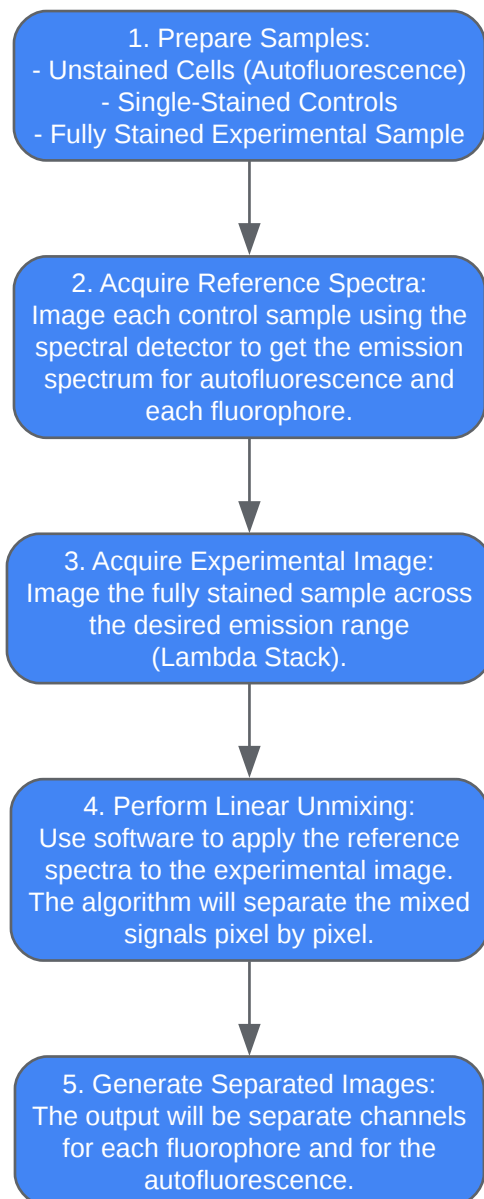 1. Prepare Samples:
- Unstained Cells (Autofluorescence)
- Single-Stained Controls
- Fully Stained Experimental Sample
2. Acquire Reference Spectra:
Image each control sample using the
spectral detector to get the emission
spectrum for autofluorescence and
each fluorophore.
3. Acquire Experimental Image:
Image the fully stained sample across
the desired emission range
(Lambda Stack).
4. Perform Linear Unmixing:
Use software to apply the reference
spectra to the experimental image.
The algorithm will separate the mixed
signals pixel by pixel.
5. Generate Separated Images:
The output will be separate channels
for each fluorophore and for the
autofluorescence.